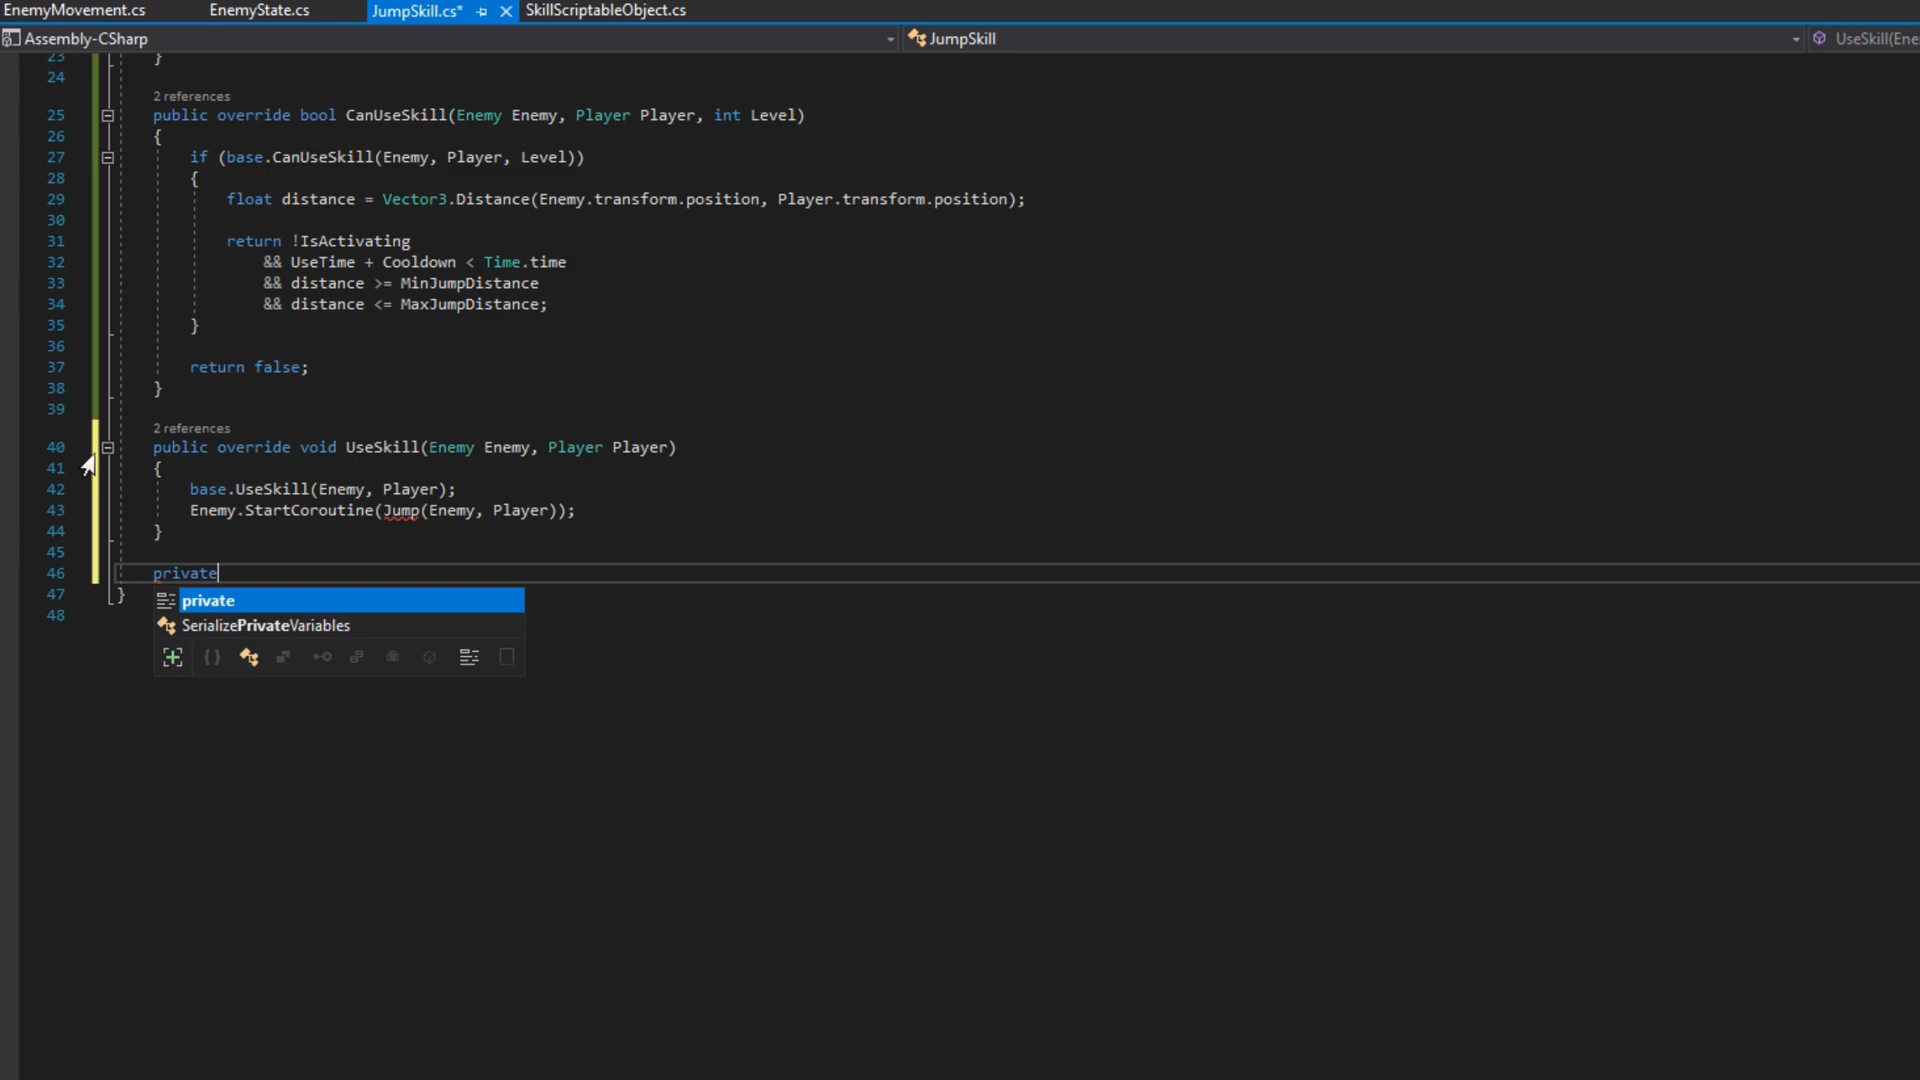 EnemyMovement.cs EnemyState.cs JumpSkill.cs* SkillScriptableObject.cs
Assembly-CSharp JumpSkill UseSkill(Ene
23 }
24
2 references
25 public override bool CanUseSkill(Enemy Enemy, Player Player, int Level)
26 {
27 if (base.CanUseSkill(Enemy, Player, Level))
28 {
29 float distance = Vector3.Distance(Enemy.transform.position, Player.transform.position);
30
31 return !IsActivating
32 && UseTime + Cooldown < Time.time
33 && distance >= MinJumpDistance
34 && distance <= MaxJumpDistance;
35 }
36
37 return false;
38 }
39
2 references
40 public override void UseSkill(Enemy Enemy, Player Player)
41 {
42 base.UseSkill(Enemy, Player);
43 Enemy.StartCoroutine(Jump(Enemy, Player));
44 }
45
46 private
47 }
private
48
SerializePrivateVariables